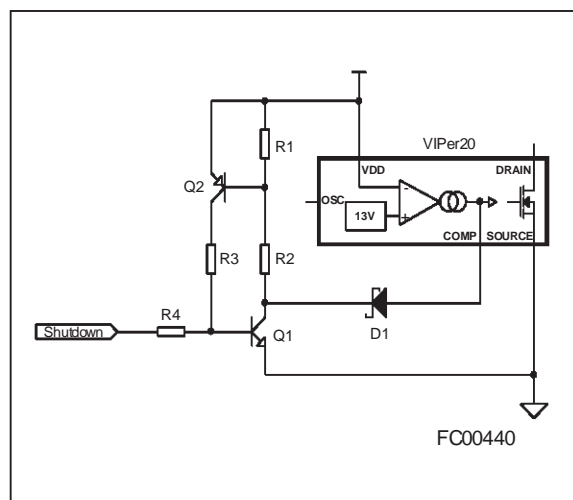 R1
VIPer20
VDD
DRAIN
Q2
OSC
-
13V
+
COMP
SOURCE
R3
R2
R4
Shutdown
Q1
D1
FC00440